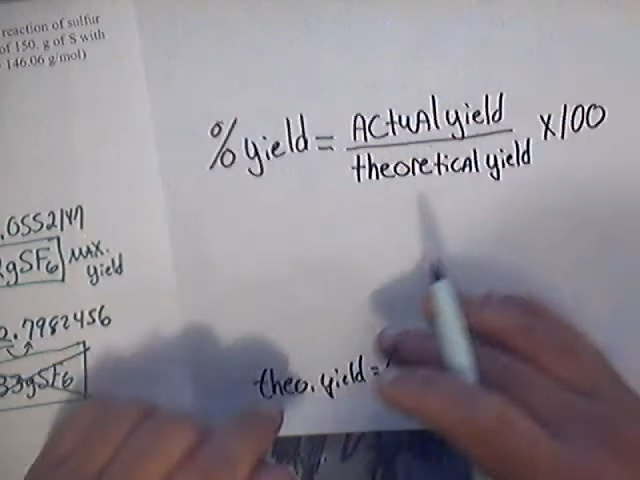 reaction of sulfur
of 150. g of S with
146.06 g/mol)
% yield = ACtUAl yield / theoreticAl yield x100
.0552147
gSF6 MAX.
yield
2.7982456
33gSF6
theo. yield =